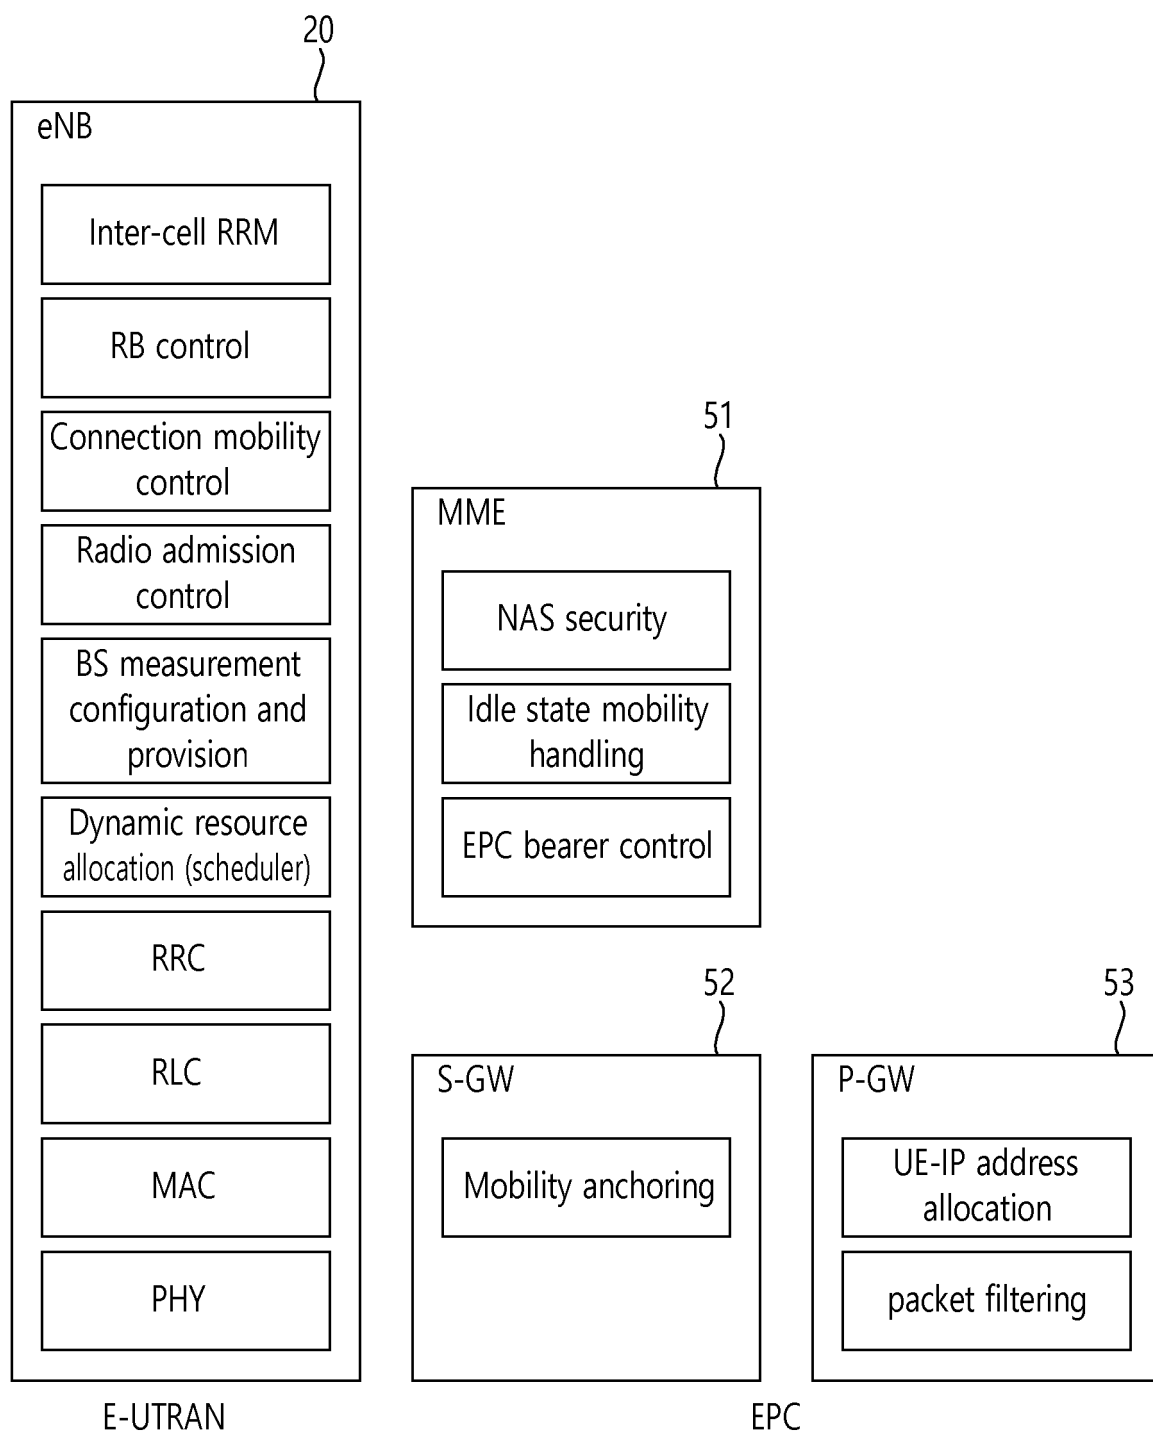 20
eNB
Inter-cell RRM
RB control
Connection mobility
control
Radio admission
control
BS measurement
configuration and
provision
Dynamic resource
allocation (scheduler)
RRC
RLC
MAC
PHY
E-UTRAN
51
MME
NAS security
Idle state mobility
handling
EPC bearer control
52
S-GW
Mobility anchoring
53
P-GW
UE-IP address
allocation
packet filtering
EPC